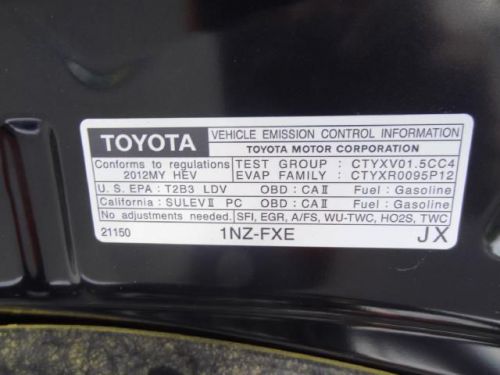 TOYOTA VEHICLE EMISSION CONTROL INFORMATION
TOYOTA MOTOR CORPORATION
Conforms to regulations TEST GROUP : CTYXV01.5CC4
2012MY HEV EVAP FAMILY : CTYXR0095P12
U. S. EPA : T2B3 LDV OBD : CAⅡ Fuel : Gasoline
California : SULEVⅡ PC OBD : CAⅡ Fuel : Gasoline
No adjustments needed. SFI, EGR, A/FS, WU-TWC, HO2S, TWC
21150 1NZ-FXE JX